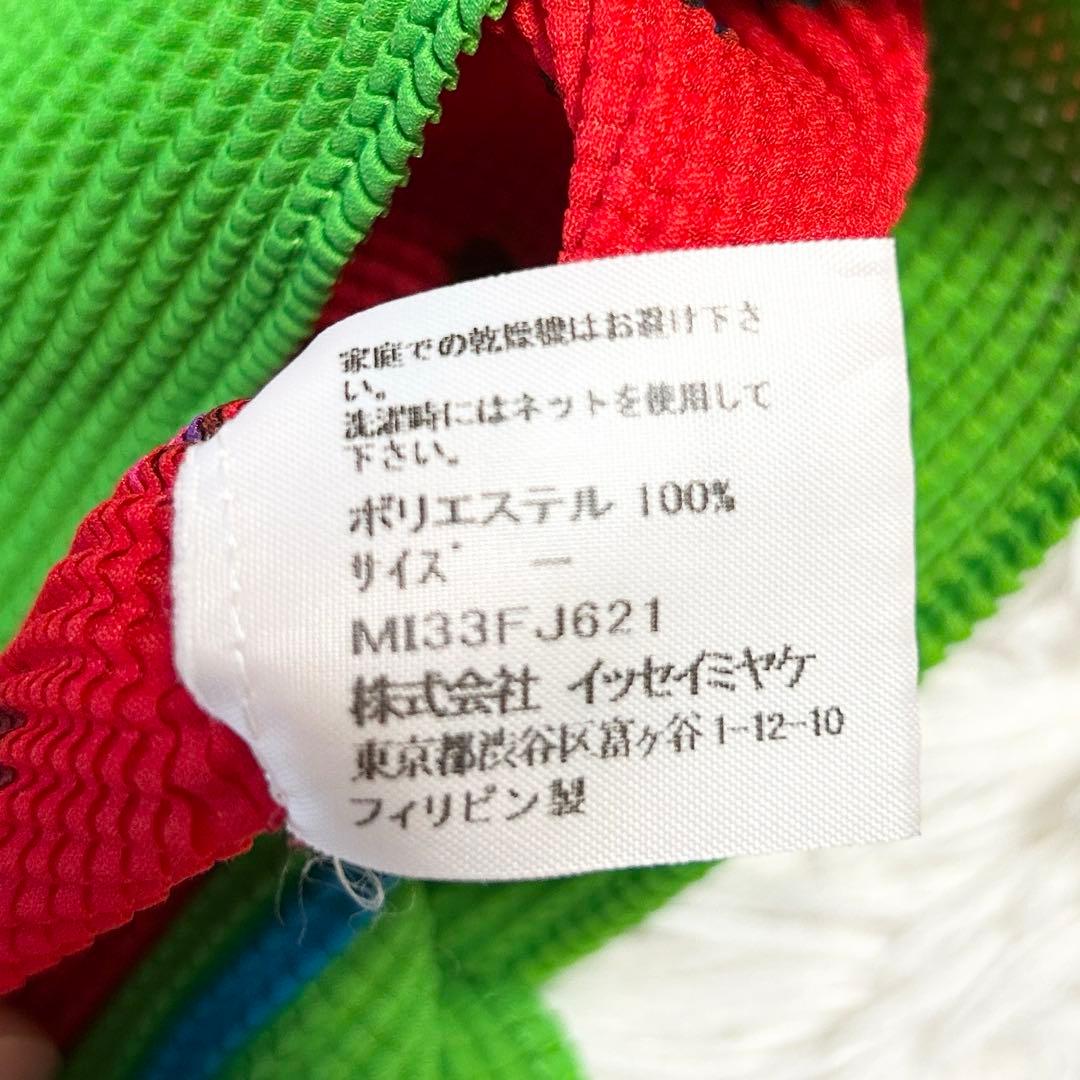 家庭での乾燥機はお避け下さ
い。
洗濯時にはネットを使用して
下さい。
ポリエステル 100%
サイズ ー
MI33FJ621
株式会社 イッセイミヤケ
東京都渋谷区富ヶ谷1-12-10
フィリピン製